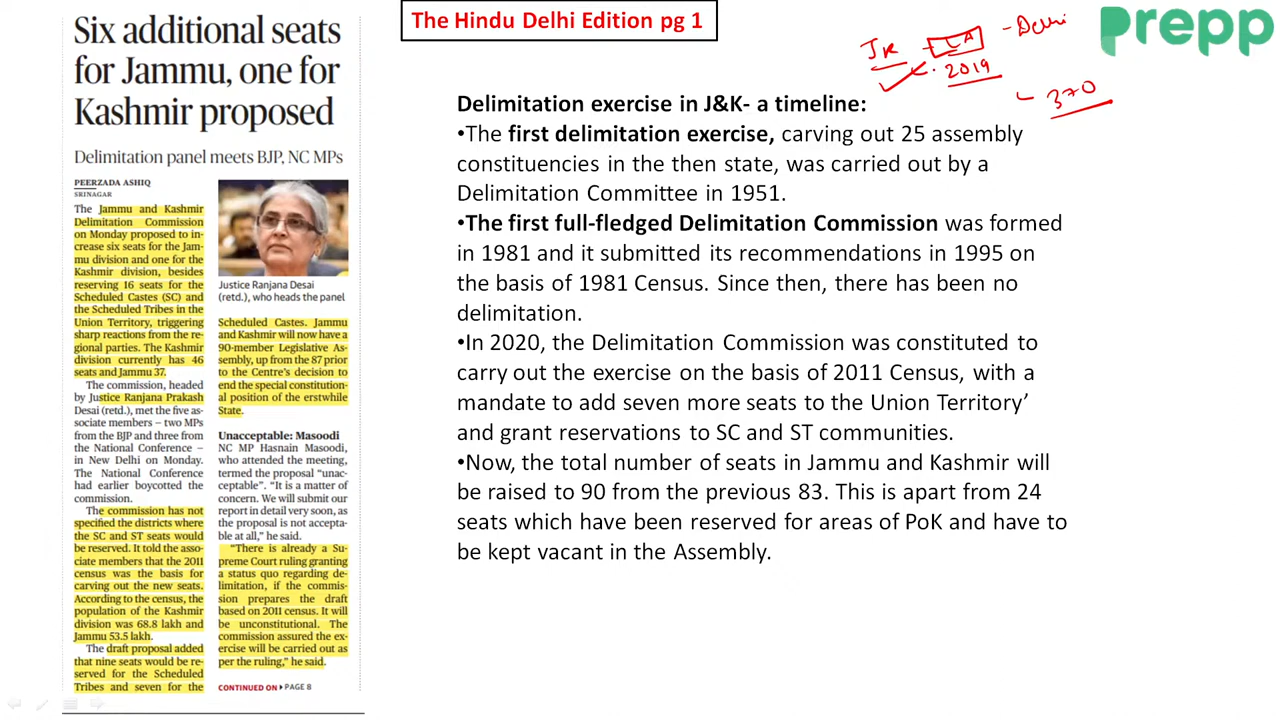 The Hindu Delhi Edition pg 1
prepp
JK - LA - Delhi
2019
370
Six additional seats
for Jammu, one for
Kashmir proposed
Delimitation panel meets BJP, NC MPs
PEERZADA ASHIQ
SRINAGAR
The Jammu and Kashmir
Delimitation Commission
on Monday proposed to in-
crease six seats for the Jam-
mu division and one for the
Kashmir division, besides
reserving 16 seats for the
Scheduled Castes (SC) and
the Scheduled Tribes in the
Union Territory, triggering
sharp reactions from the re-
gional parties. The Kashmir
division currently has 46
seats and Jammu 37.
The commission, headed
by Justice Ranjana Prakash
Desai (retd.), met the five as-
sociate members – two MPs
from the BJP and three from
the National Conference –
in New Delhi on Monday.
The National Conference
had earlier boycotted the
commission.
The commission has not
specified the districts where
the SC and ST seats would
be reserved. It told the asso-
ciate members that the 2011
census was the basis for
carving out the new seats.
According to the census, the
population of the Kashmir
division was 68.8 lakh and
Jammu 53.5 lakh.
The draft proposal added
that nine seats would be re-
served for the Scheduled
Tribes and seven for the
Justice Ranjana Desai
(retd.), who heads the panel
Scheduled Castes. Jammu
and Kashmir will now have a
90-member Legislative As-
sembly, up from the 87 prior
to the Centre's decision to
end the special constitution-
al position of the erstwhile
State.
Unacceptable: Masoodi
NC MP Hasnain Masoodi,
who attended the meeting,
termed the proposal "unac-
ceptable". "It is a matter of
concern. We will submit our
report in detail very soon, as
the proposal is not accepta-
ble at all," he said.
"There is already a Su-
preme Court ruling granting
a status quo regarding de-
limitation, if the commis-
sion prepares the draft
based on 2011 census. It will
be unconstitutional. The
commission assured the ex-
ercise will be carried out as
per the ruling," he said.
CONTINUED ON ▸ PAGE 8
Delimitation exercise in J&K- a timeline:
•The first delimitation exercise, carving out 25 assembly
constituencies in the then state, was carried out by a
Delimitation Committee in 1951.
•The first full-fledged Delimitation Commission was formed
in 1981 and it submitted its recommendations in 1995 on
the basis of 1981 Census. Since then, there has been no
delimitation.
•In 2020, the Delimitation Commission was constituted to
carry out the exercise on the basis of 2011 Census, with a
mandate to add seven more seats to the Union Territory’
and grant reservations to SC and ST communities.
•Now, the total number of seats in Jammu and Kashmir will
be raised to 90 from the previous 83. This is apart from 24
seats which have been reserved for areas of PoK and have to
be kept vacant in the Assembly.